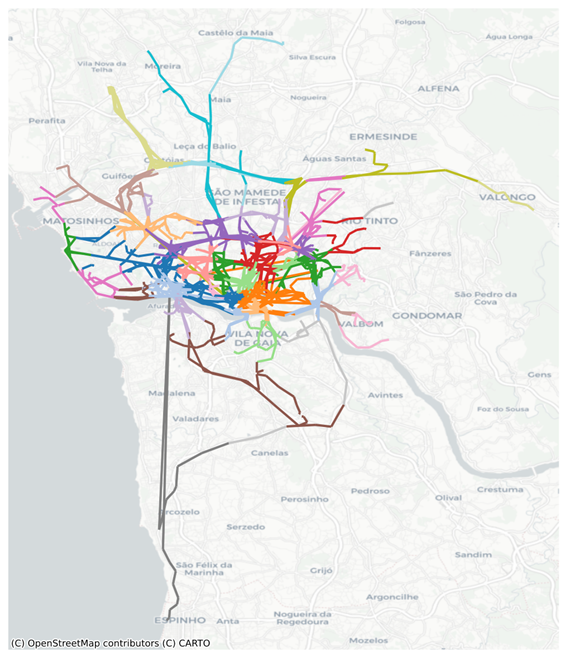 Folgosa
Castêlo da Maia
Água Longa
Silva Escura
Vila Nova da
Telha
Moreira
ALFENA
Maia
Nogueira
Perafita
ERMESINDE
Leça do Balio
Custóias
Águas Santas
Guifões
SÃO MAMEDE
DE INFESTA
VALONGO
MATOSINHOS
RIO TINTO
ALDOA
Fânzeres
São Pedro da
Cova
Afurada
GONDOMAR
VALBOM
VILA NOVA
DE GAIA
Gens
Madalena
Avintes
Foz do Sousa
Valadares
Canelas
Crestuma
Pedroso
Perosinho
Olival
Arcozelo
Serzedo
Sandim
São Félix da
Marinha
Grijó
Argoncilhe
ESPINHO
Anta
Nogueira da
Regedoura
Mozelos
(C) OpenStreetMap contributors (C) CARTO